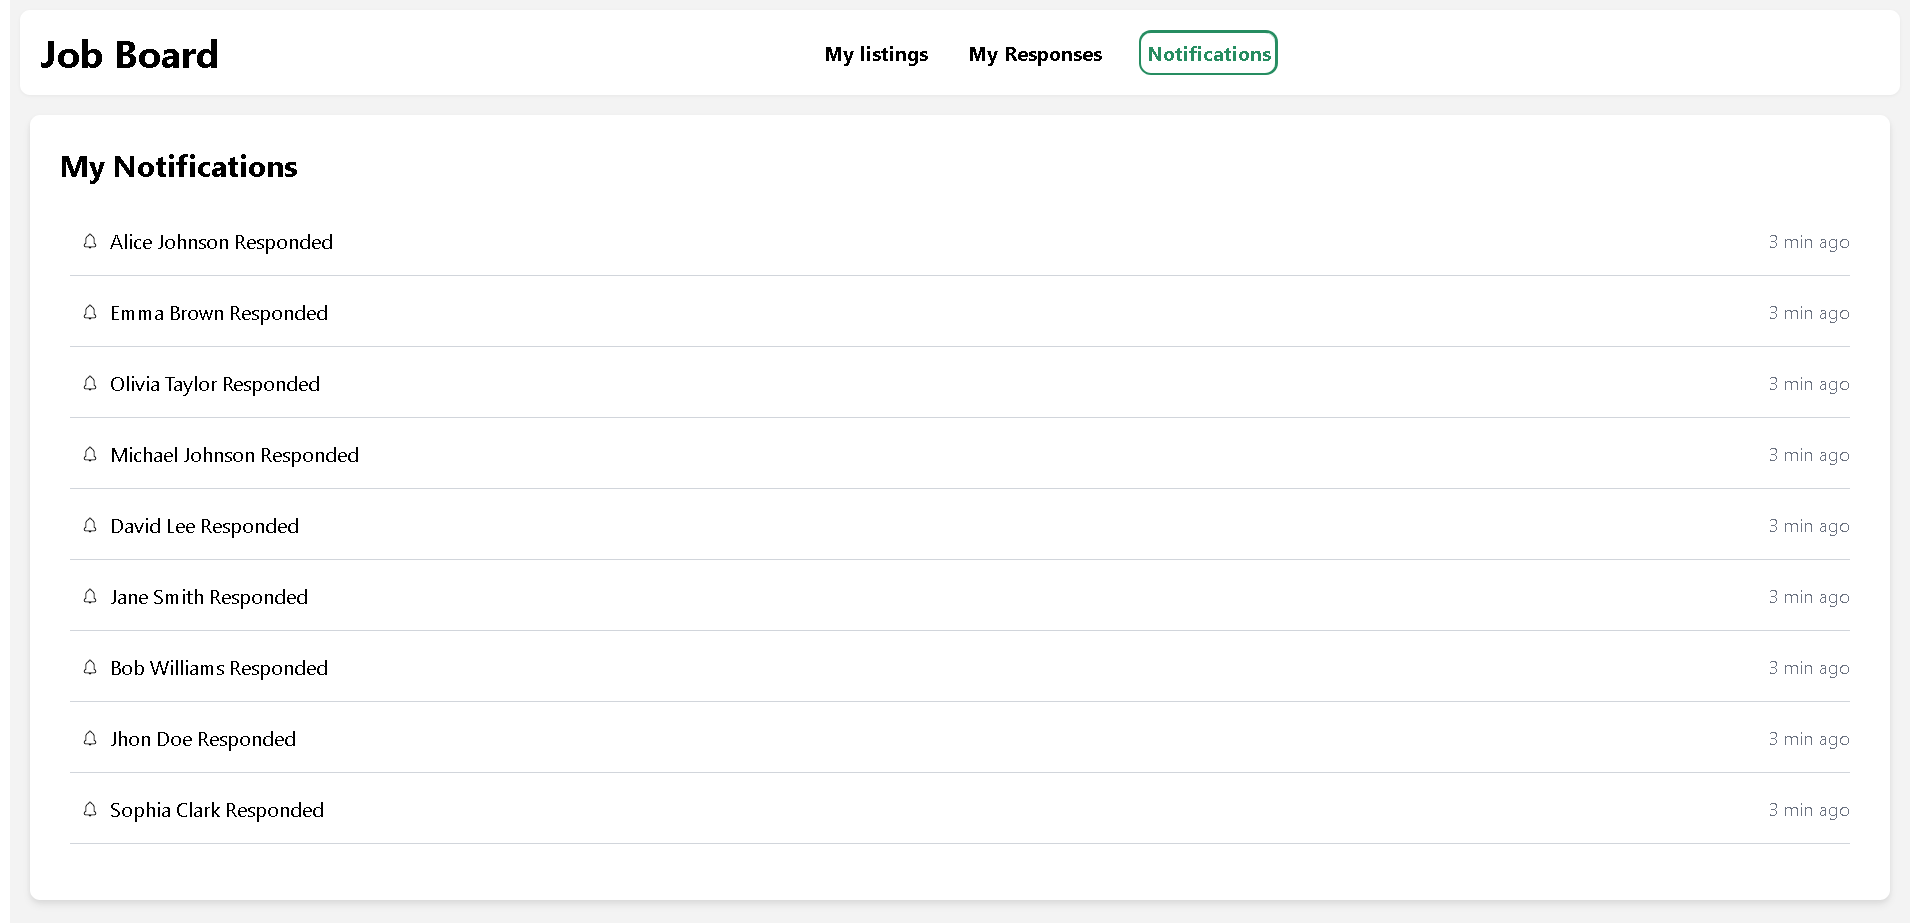 Job Board
My listings My Responses Notifications
My Notifications
Alice Johnson Responded 3 min ago
Emma Brown Responded 3 min ago
Olivia Taylor Responded 3 min ago
Michael Johnson Responded 3 min ago
David Lee Responded 3 min ago
Jane Smith Responded 3 min ago
Bob Williams Responded 3 min ago
Jhon Doe Responded 3 min ago
Sophia Clark Responded 3 min ago